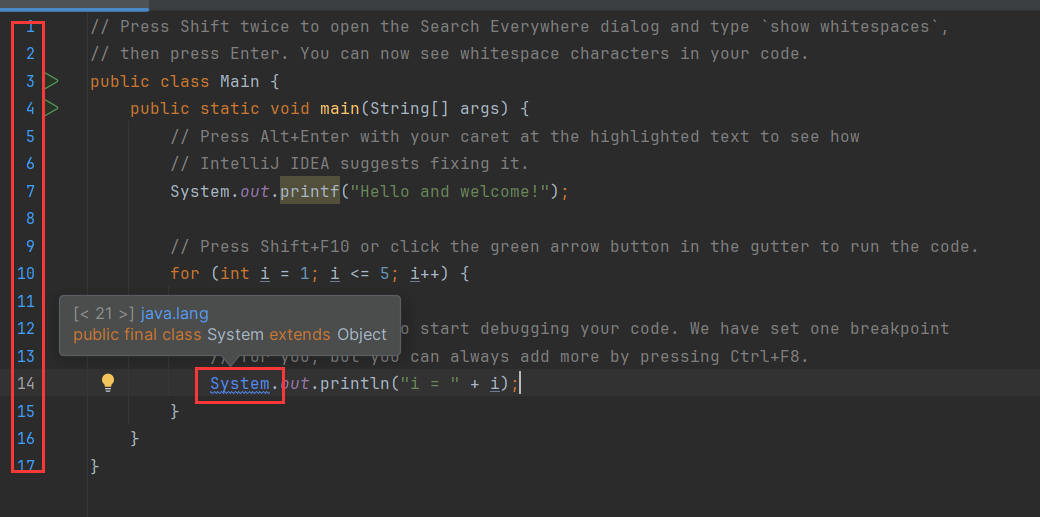 1 // Press Shift twice to open the Search Everywhere dialog and type `show whitespaces`,
2 // then press Enter. You can now see whitespace characters in your code.
3 public class Main {
4 public static void main(String[] args) {
5 // Press Alt+Enter with your caret at the highlighted text to see how
6 // IntelliJ IDEA suggests fixing it.
7 System.out.printf("Hello and welcome!");
8
9 // Press Shift+F10 or click the green arrow button in the gutter to run the code.
10 for (int i = 1; i <= 5; i++) {
11
[< 21 >] java.lang
public final class System extends Object
12 start debugging your code. We have set one breakpoint
13 // for you, but you can always add more by pressing Ctrl+F8.
14 System.out.println("i = " + i);
15 }
16 }
17 }